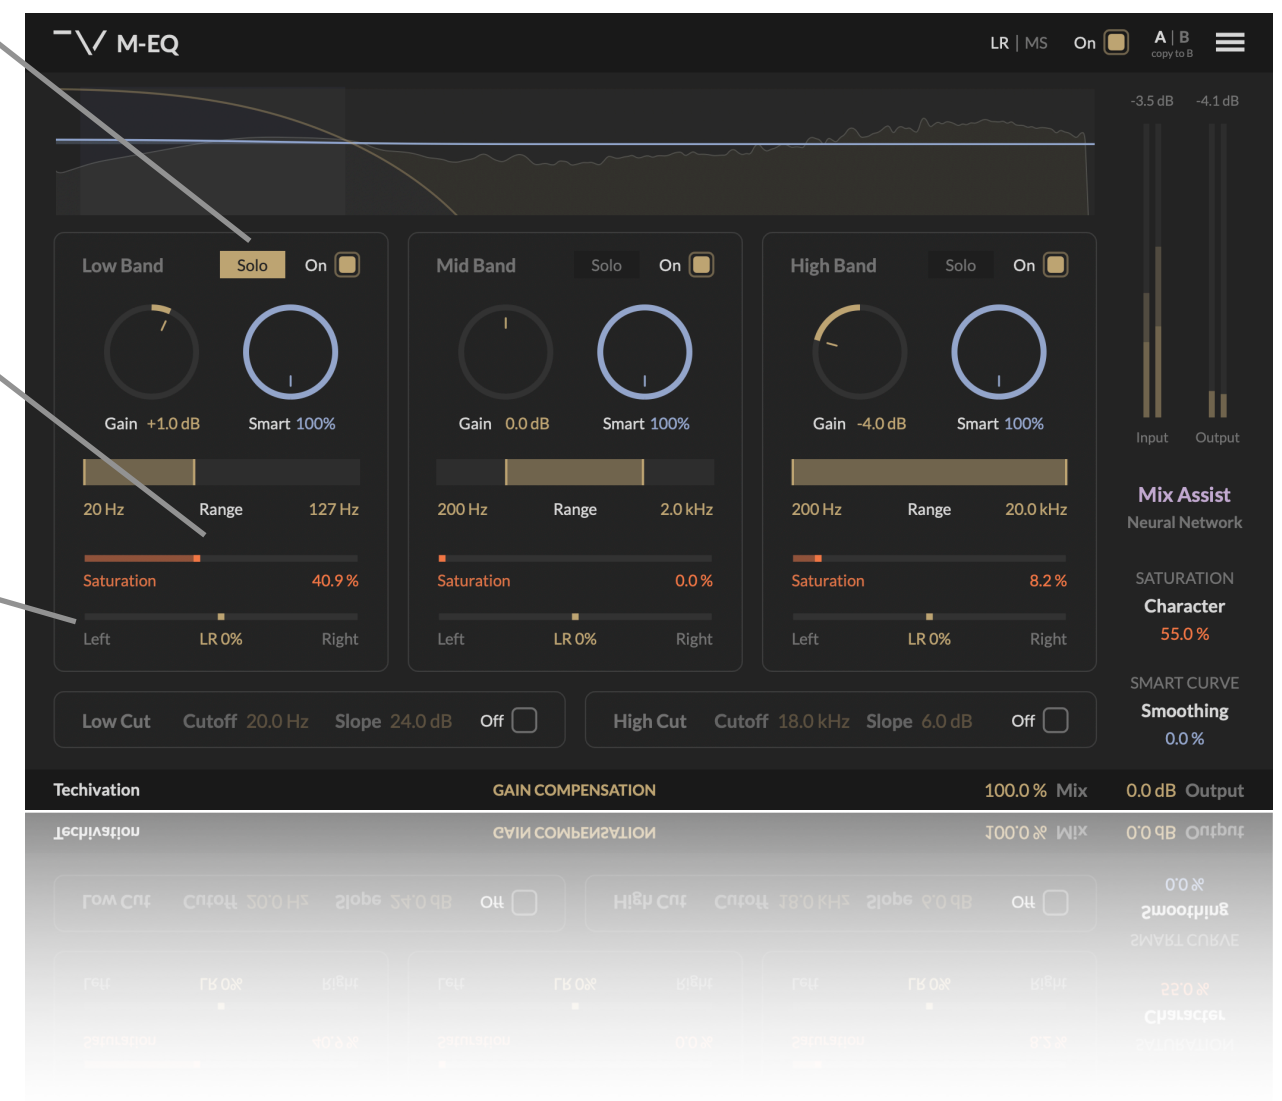 M-EQ
LR | MS On A | B
copy to B
-3.5 dB -4.1 dB
Low Band Solo On
Mid Band Solo On
High Band Solo On
Gain +1.0 dB Smart 100%
Gain 0.0 dB Smart 100%
Gain -4.0 dB Smart 100%
Input Output
20 Hz Range 127 Hz
200 Hz Range 2.0 kHz
200 Hz Range 20.0 kHz
Mix Assist
Neural Network
Saturation 40.9 %
Saturation 0.0 %
Saturation 8.2 %
SATURATION
Character
55.0 %
Left LR 0% Right
Left LR 0% Right
Left LR 0% Right
SMART CURVE
Smoothing
0.0 %
Low Cut Cutoff 20.0 Hz Slope 24.0 dB Off
High Cut Cutoff 18.0 kHz Slope 6.0 dB Off
Techivation GAIN COMPENSATION 100.0 % Mix 0.0 dB Output